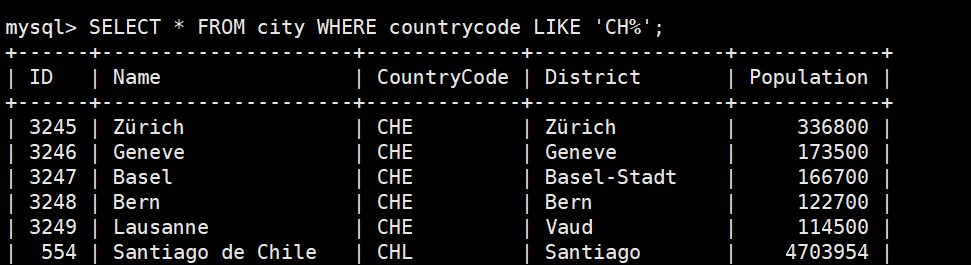 mysql> SELECT * FROM city WHERE countrycode LIKE 'CH%';
+------+---------------------+-------------+----------------+------------+
| ID   | Name                | CountryCode | District       | Population |
+------+---------------------+-------------+----------------+------------+
| 3245 | Zürich              | CHE         | Zürich         |     336800 |
| 3246 | Geneve              | CHE         | Geneve         |     173500 |
| 3247 | Basel               | CHE         | Basel-Stadt    |     166700 |
| 3248 | Bern                | CHE         | Bern           |     122700 |
| 3249 | Lausanne            | CHE         | Vaud           |     114500 |
|  554 | Santiago de Chile   | CHL         | Santiago       |    4703954 |